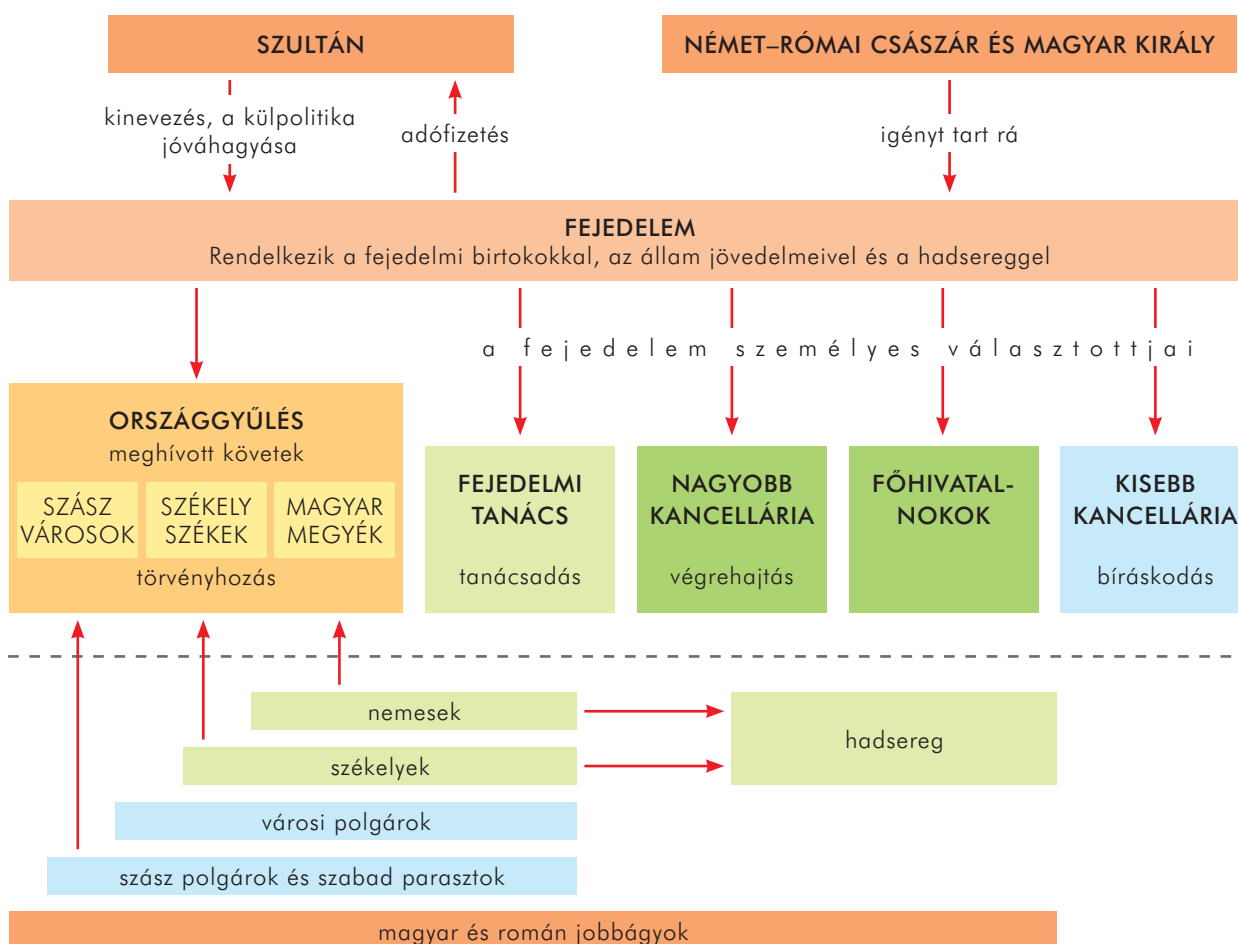 SZULTÁN
NÉMET–RÓMAI CSÁSZÁR ÉS MAGYAR KIRÁLY
kinevezés, a külpolitika
jóváhagyása
adófizetés
igényt tart rá
FEJEDELEM
Rendelkezik a fejedelmi birtokokkal, az állam jövedelmeivel és a hadsereggel
a fejedelem személyes választottjai
ORSZÁGGYŰLÉS
meghívott követek
SZÁSZ
VÁROSOK
SZÉKELY
SZÉKEK
MAGYAR
MEGYÉK
törvényhozás
FEJEDELMI
TANÁCS
tanácsadás
NAGYOBB
KANCELLÁRIA
végrehajtás
FŐHIVATAL-
NOKOK
KISEBB
KANCELLÁRIA
bíráskodás
nemesek
székelyek
hadsereg
városi polgárok
szász polgárok és szabad parasztok
magyar és román jobbágyok